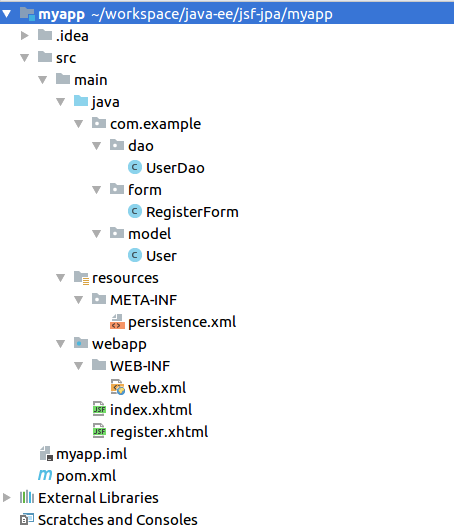 myapp ~/workspace/java-ee/jsf-jpa/myapp
.idea
src
main
java
com.example
dao
C UserDao
form
C RegisterForm
model
C User
resources
META-INF
persistence.xml
webapp
WEB-INF
web.xml
JSF index.xhtml
JSF register.xhtml
myapp.iml
m pom.xml
External Libraries
Scratches and Consoles